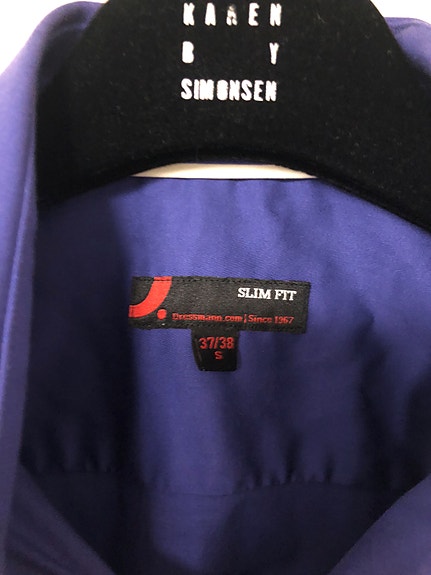 KAREN
BY
SIMONSEN
SLIM FIT
Dressmann.com | Since 1967
37/38
S